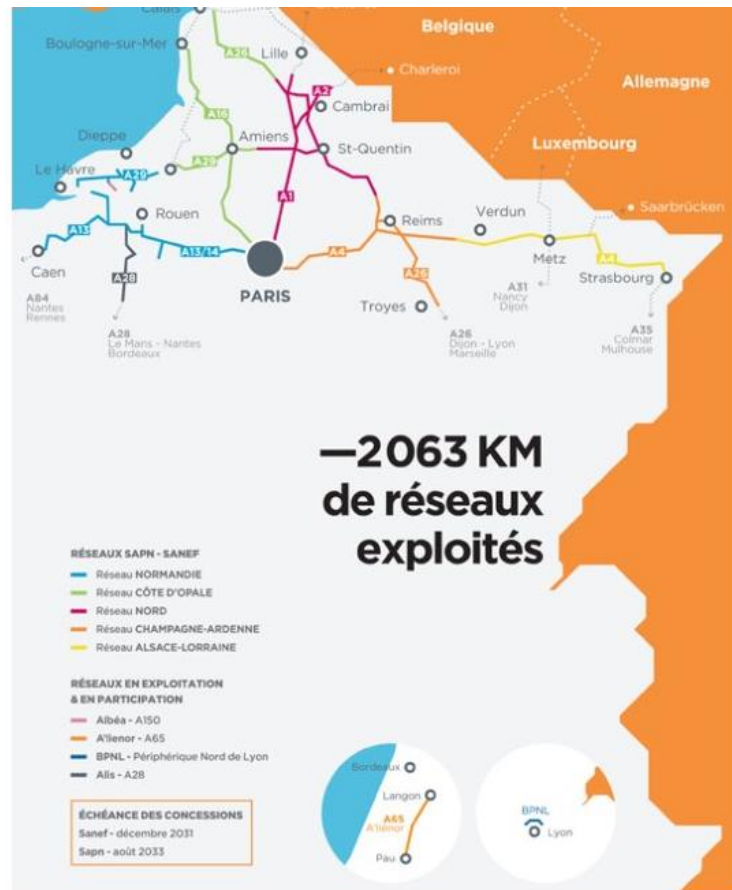 Calais
Boulogne-sur-Mer
A26
Lille
Belgique
Charleroi
Allemagne
A2
Cambrai
A16
Dieppe
Amiens
St-Quentin
Luxembourg
Le Havre
A29
A29
A1
Rouen
Reims
Verdun
Saarbrücken
A13
A13/14
A4
Metz
A4
Caen
A28
PARIS
A26
Strasbourg
Troyes
A84
Nantes
Rennes
A28
Le Mans - Nantes
Bordeaux
A26
Dijon - Lyon
Marseille
A31
Nancy
Dijon
A35
Colmar
Mulhouse
—2 063 KM
de réseaux
exploités
RÉSEAUX SAPN - SANEF
Réseau NORMANDIE
Réseau CÔTE D'OPALE
Réseau NORD
Réseau CHAMPAGNE-ARDENNE
Réseau ALSACE-LORRAINE
RÉSEAUX EN EXPLOITATION
& EN PARTICIPATION
Albéa - A150
A'lienor - A65
BPNL - Périphérique Nord de Lyon
Alis - A28
ÉCHÉANCE DES CONCESSIONS
Sanef - décembre 2031
Sapn - août 2033
Bordeaux
Langon
A65
A'liénor
Pau
BPNL
Lyon